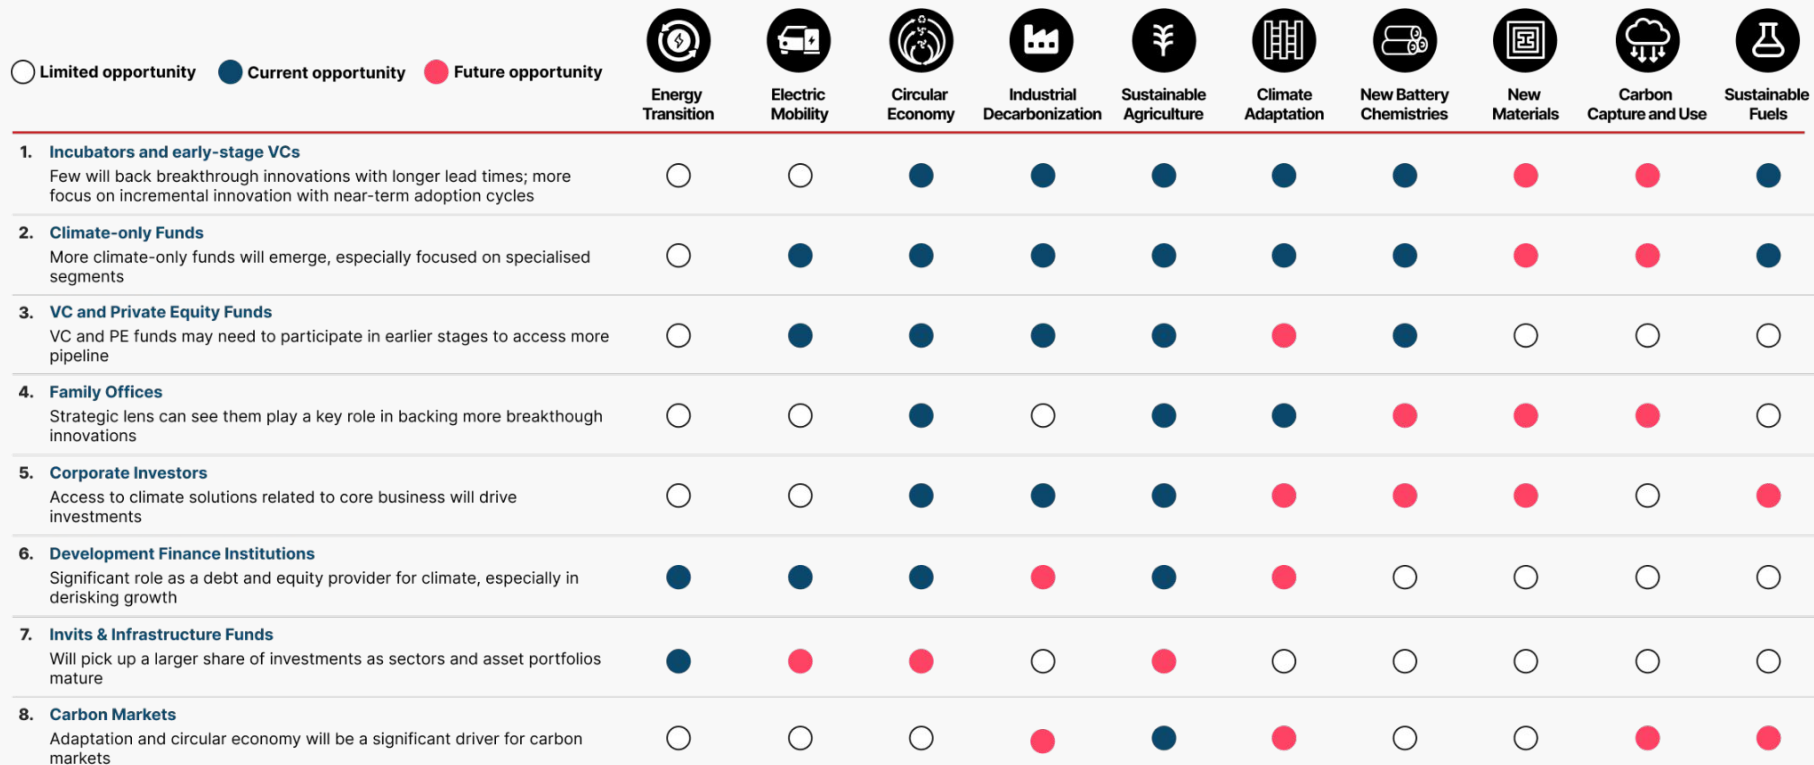 Limited opportunity Current opportunity Future opportunity
Energy Transition
Electric Mobility
Circular Economy
Industrial Decarbonization
Sustainable Agriculture
Climate Adaptation
New Battery Chemistries
New Materials
Carbon Capture and Use
Sustainable Fuels
1. Incubators and early-stage VCs
Few will back breakthrough innovations with longer lead times; more
focus on incremental innovation with near-term adoption cycles
2. Climate-only Funds
More climate-only funds will emerge, especially focused on specialised
segments
3. VC and Private Equity Funds
VC and PE funds may need to participate in earlier stages to access more
pipeline
4. Family Offices
Strategic lens can see them play a key role in backing more breakthough
innovations
5. Corporate Investors
Access to climate solutions related to core business will drive
investments
6. Development Finance Institutions
Significant role as a debt and equity provider for climate, especially in
derisking growth
7. Invits & Infrastructure Funds
Will pick up a larger share of investments as sectors and asset portfolios
mature
8. Carbon Markets
Adaptation and circular economy will be a significant driver for carbon
markets